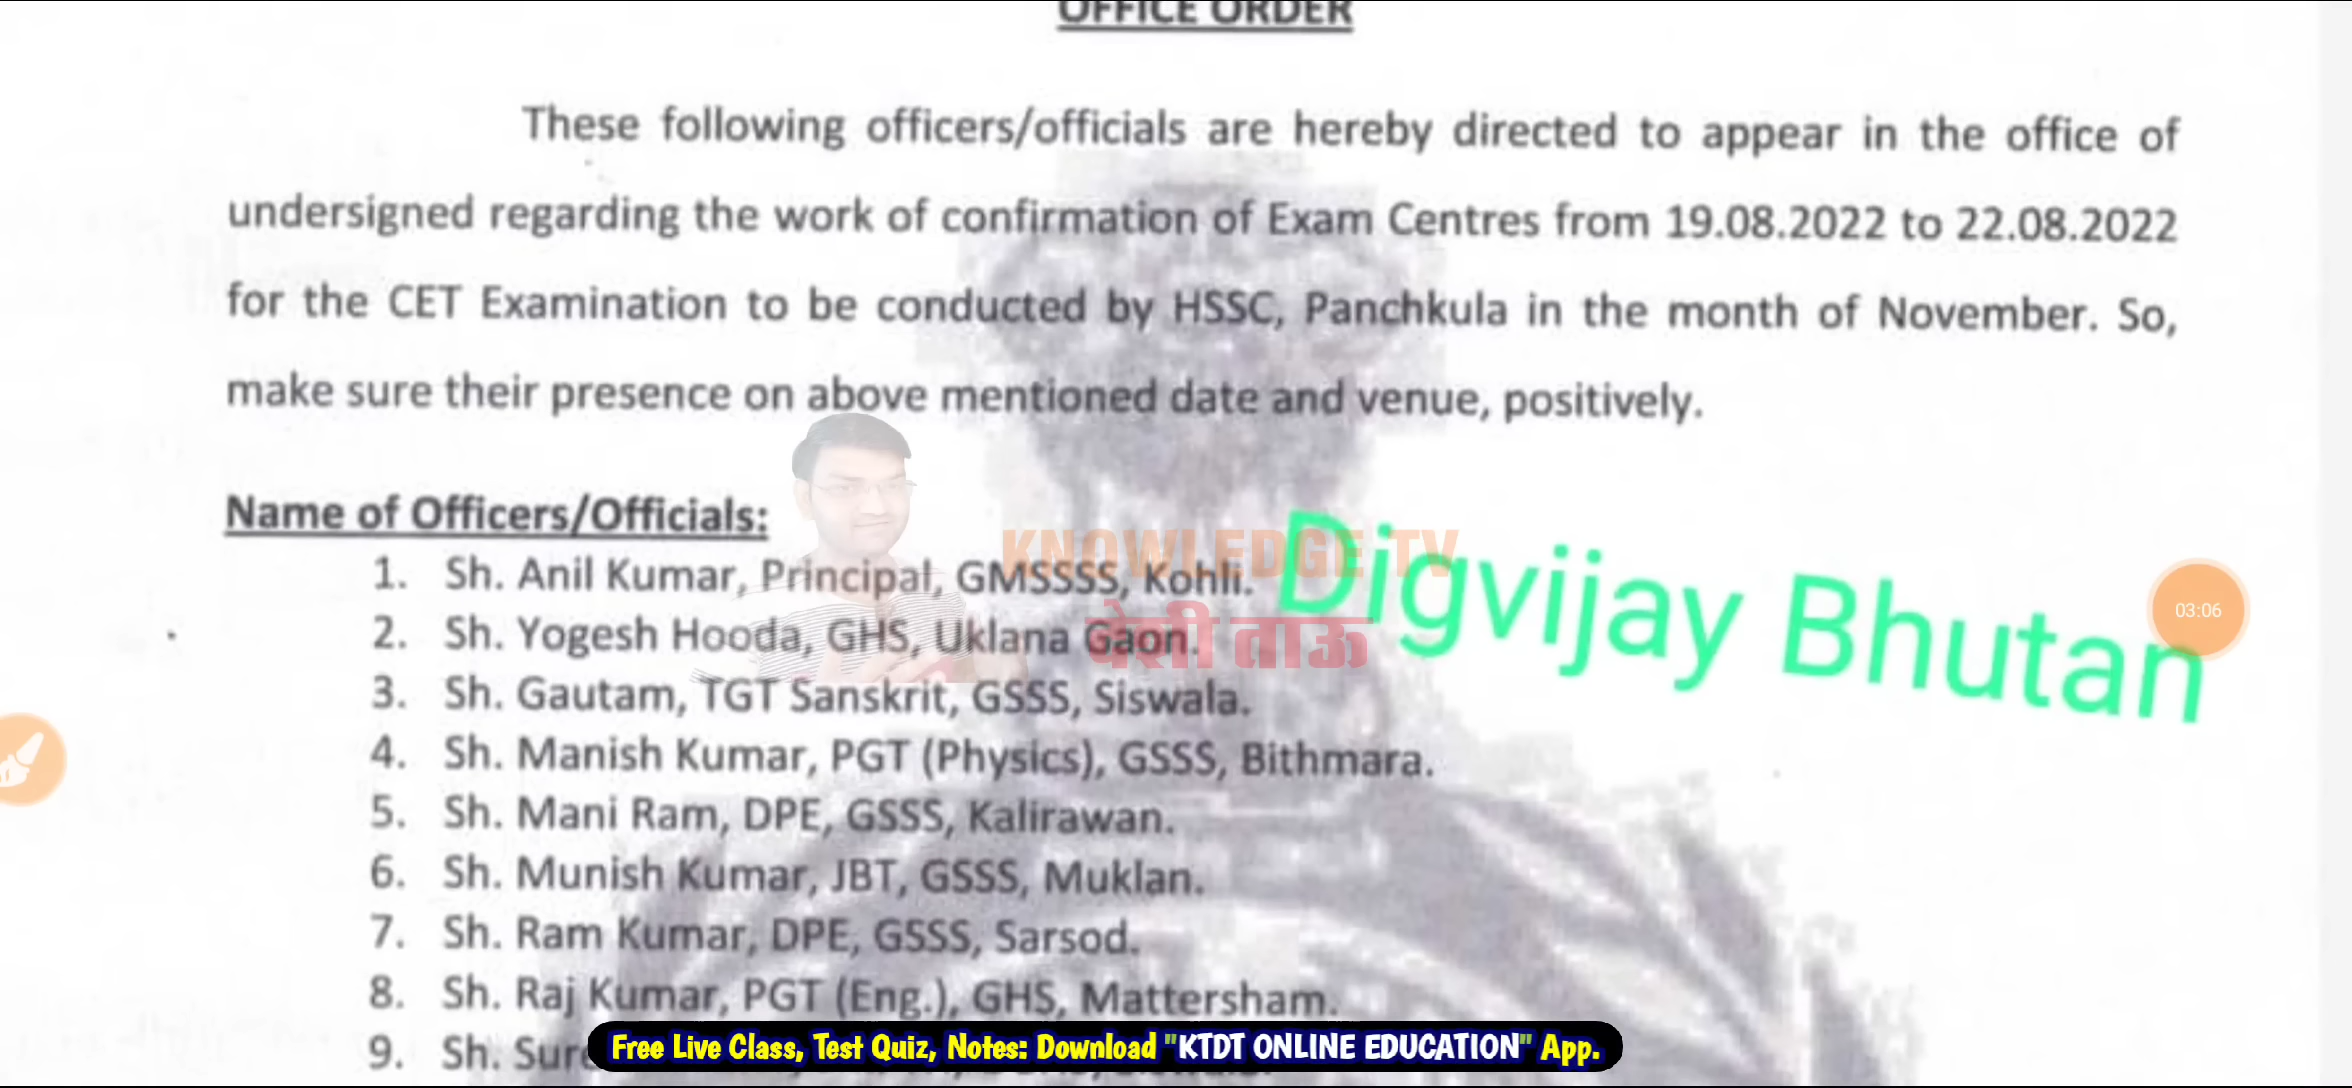 OFFICE ORDER
These following officers/officials are hereby directed to appear in the office of
undersigned regarding the work of confirmation of Exam Centres from 19.08.2022 to 22.08.2022
for the CET Examination to be conducted by HSSC, Panchkula in the month of November. So,
make sure their presence on above mentioned date and venue, positively.
Name of Officers/Officials:
1. Sh. Anil Kumar, Principal, GMSSSS, Kohli.
2. Sh. Yogesh Hooda, GHS, Uklana Gaon.
3. Sh. Gautam, TGT Sanskrit, GSSS, Siswala.
4. Sh. Manish Kumar, PGT (Physics), GSSS, Bithmara.
5. Sh. Mani Ram, DPE, GSSS, Kalirawan.
6. Sh. Munish Kumar, JBT, GSSS, Muklan.
7. Sh. Ram Kumar, DPE, GSSS, Sarsod.
8. Sh. Raj Kumar, PGT (Eng.), GHS, Mattersham.
9. Sh.
KNOWLEDGE TV
देसी ताऊ
Digvijay Bhutan
03:06
Free Live Class, Test Quiz, Notes: Download "KTDT ONLINE EDUCATION" App.